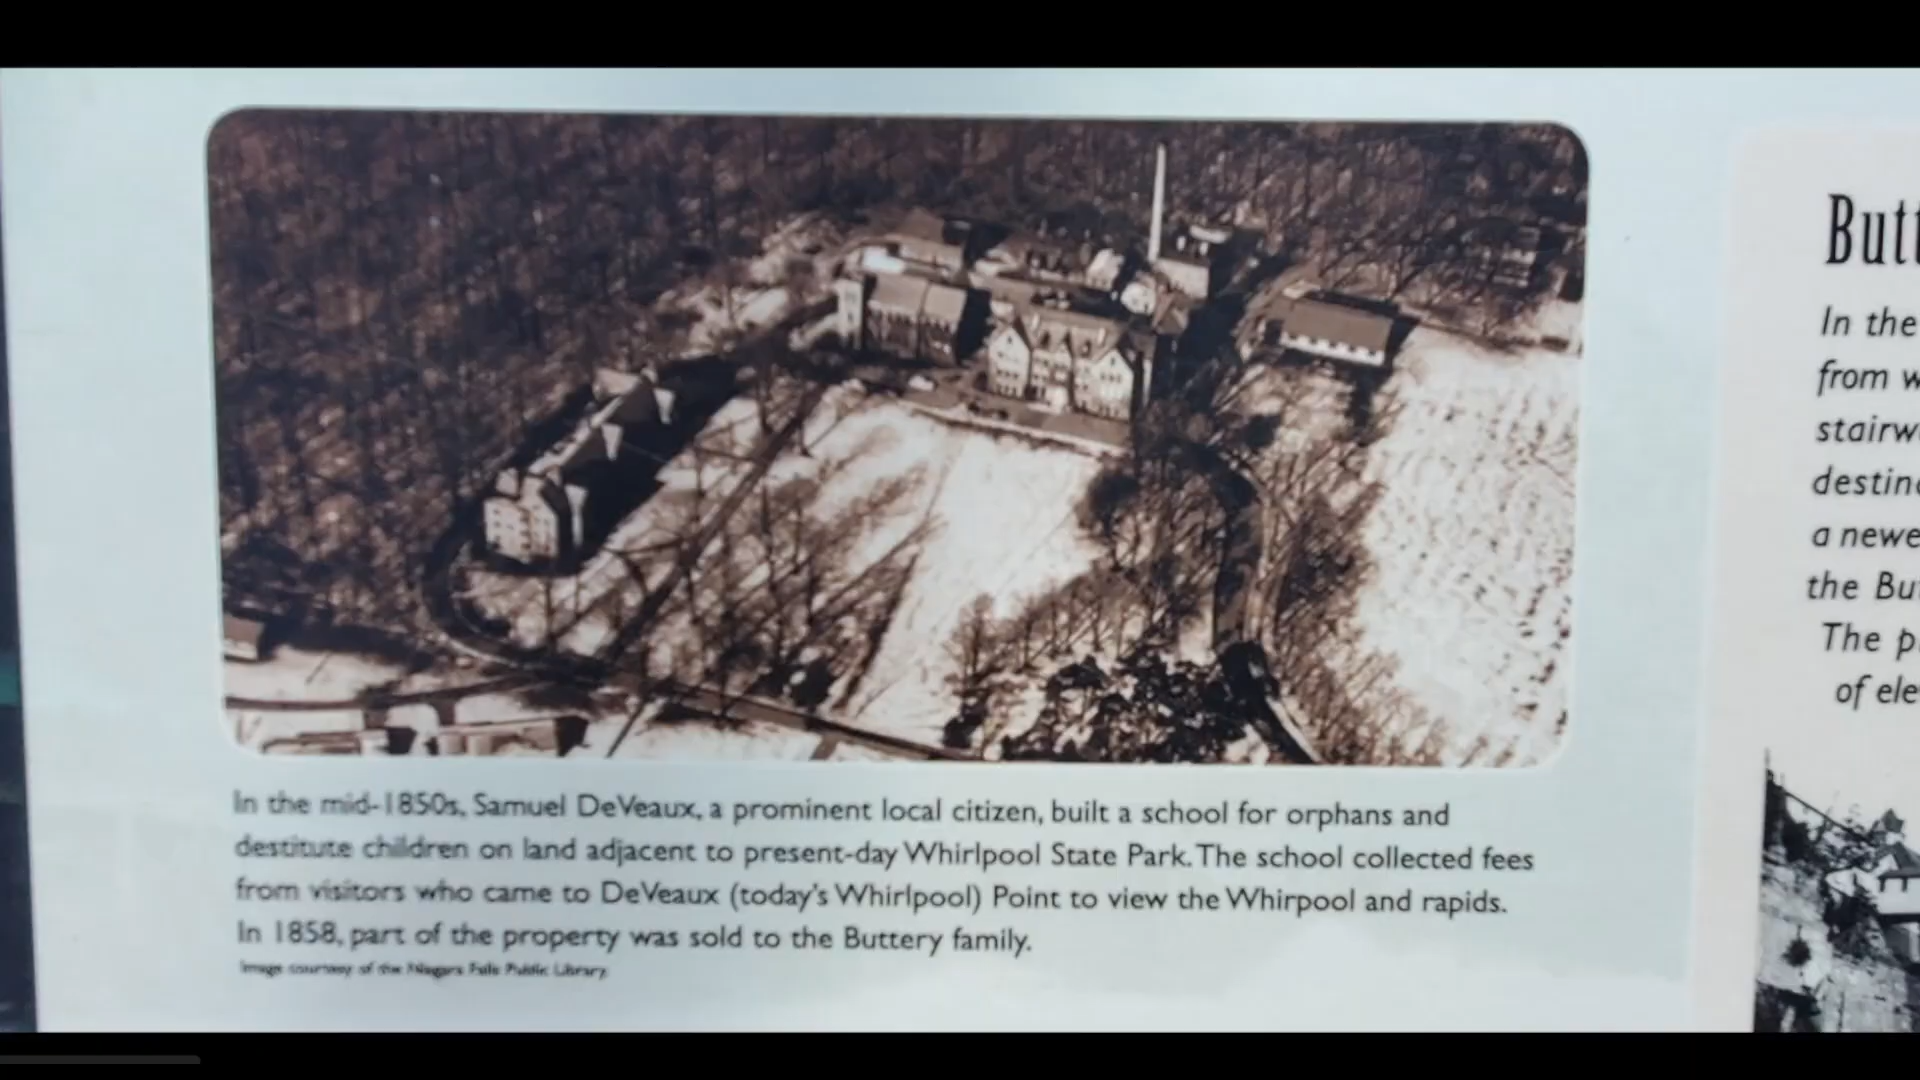 In the mid-1850s, Samuel DeVeaux, a prominent local citizen, built a school for orphans and
destitute children on land adjacent to present-day Whirlpool State Park. The school collected fees
from visitors who came to DeVeaux (today's Whirlpool) Point to view the Whirpool and rapids.
In 1858, part of the property was sold to the Buttery family.
Image courtesy of the Niagara Falls Public Library
Butt
In the
from w
stairw
destin
a newe
the But
The p
of ele